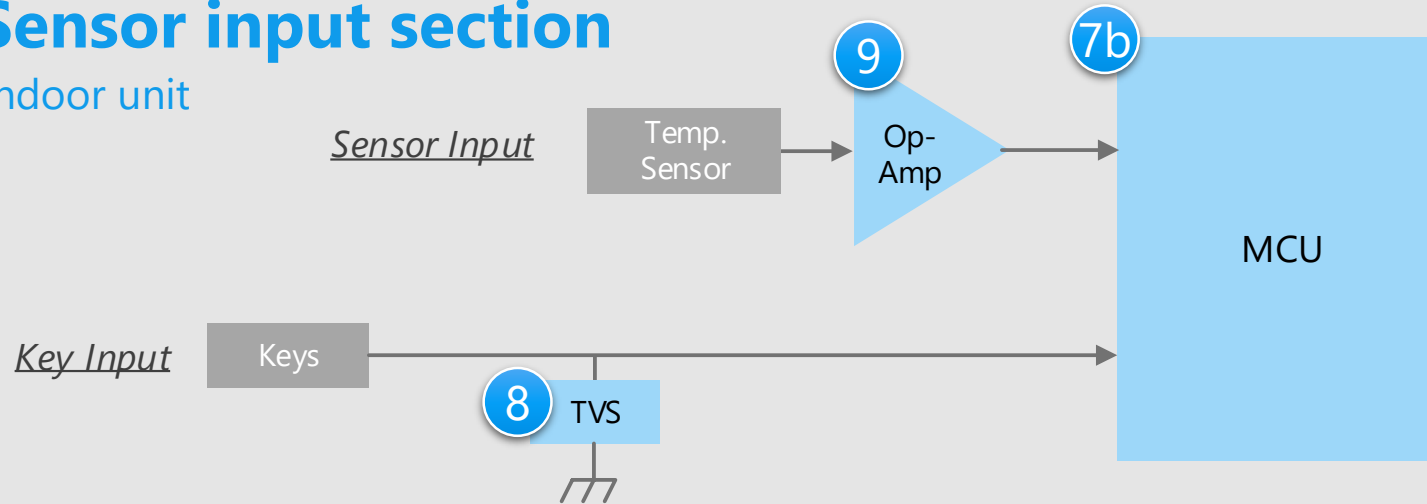 Sensor input section
ndoor unit
9
7b
Sensor Input
Temp.
Sensor
Op-
Amp
MCU
Key Input
Keys
8
TVS